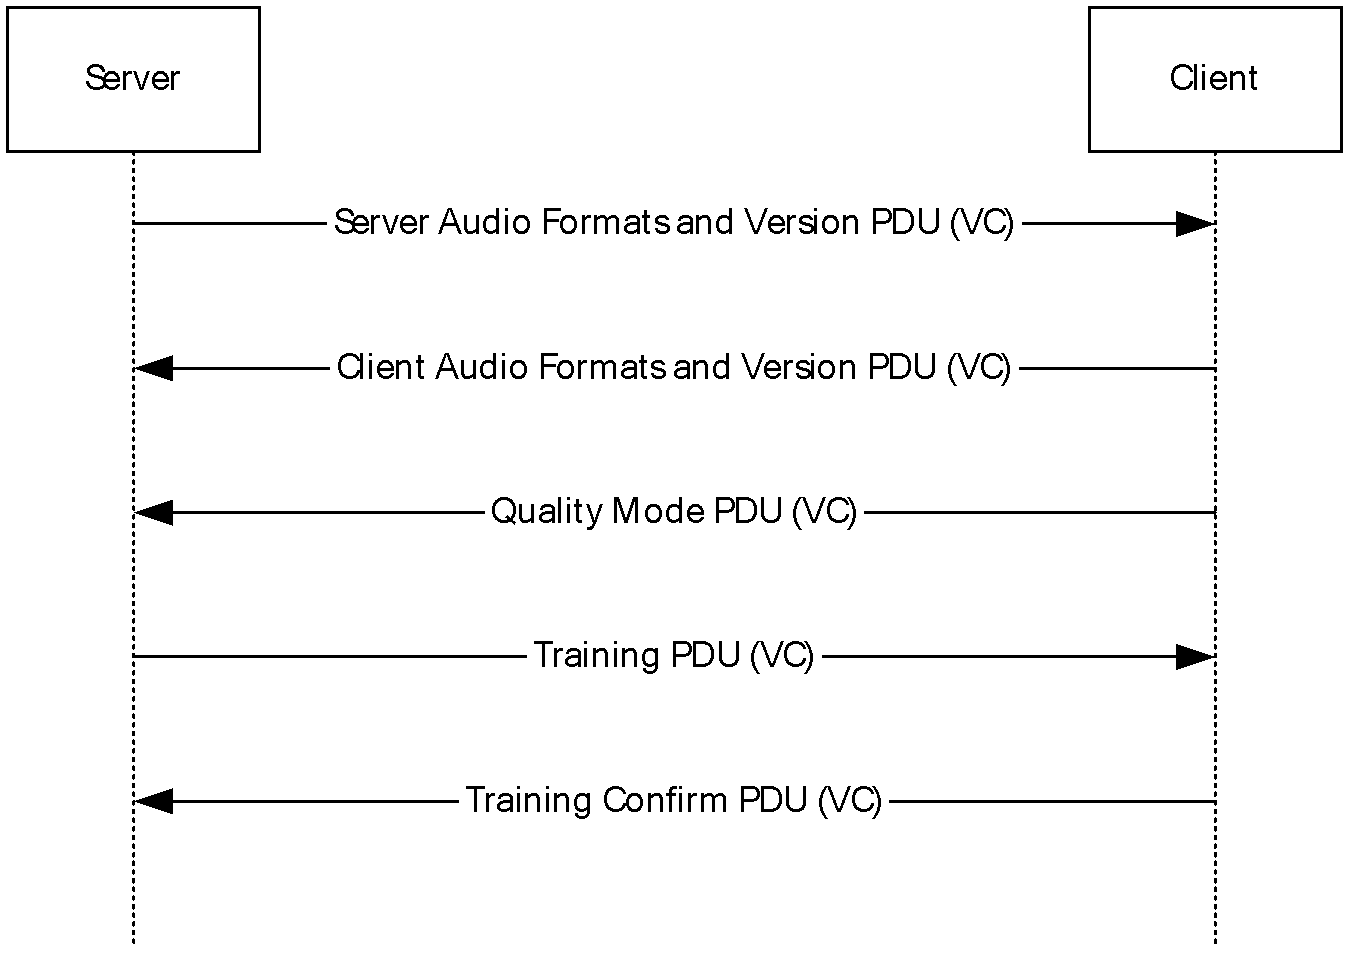 Server
Client
Server Audio Formats and Version PDU (VC)
Client Audio Formats and Version PDU (VC)
Quality Mode PDU (VC)
Training PDU (VC)
Training Confirm PDU (VC)